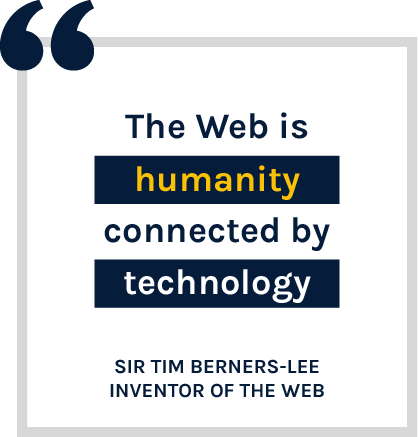 “
The Web is
humanity
connected by
technology
SIR TIM BERNERS-LEE
INVENTOR OF THE WEB